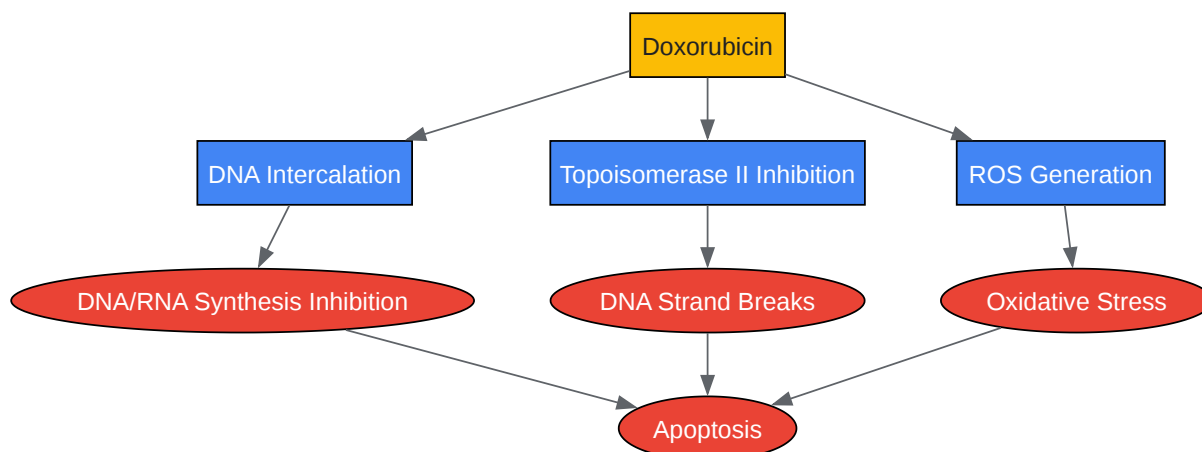 Doxorubicin
DNA Intercalation
Topoisomerase II Inhibition
ROS Generation
DNA/RNA Synthesis Inhibition
DNA Strand Breaks
Oxidative Stress
Apoptosis